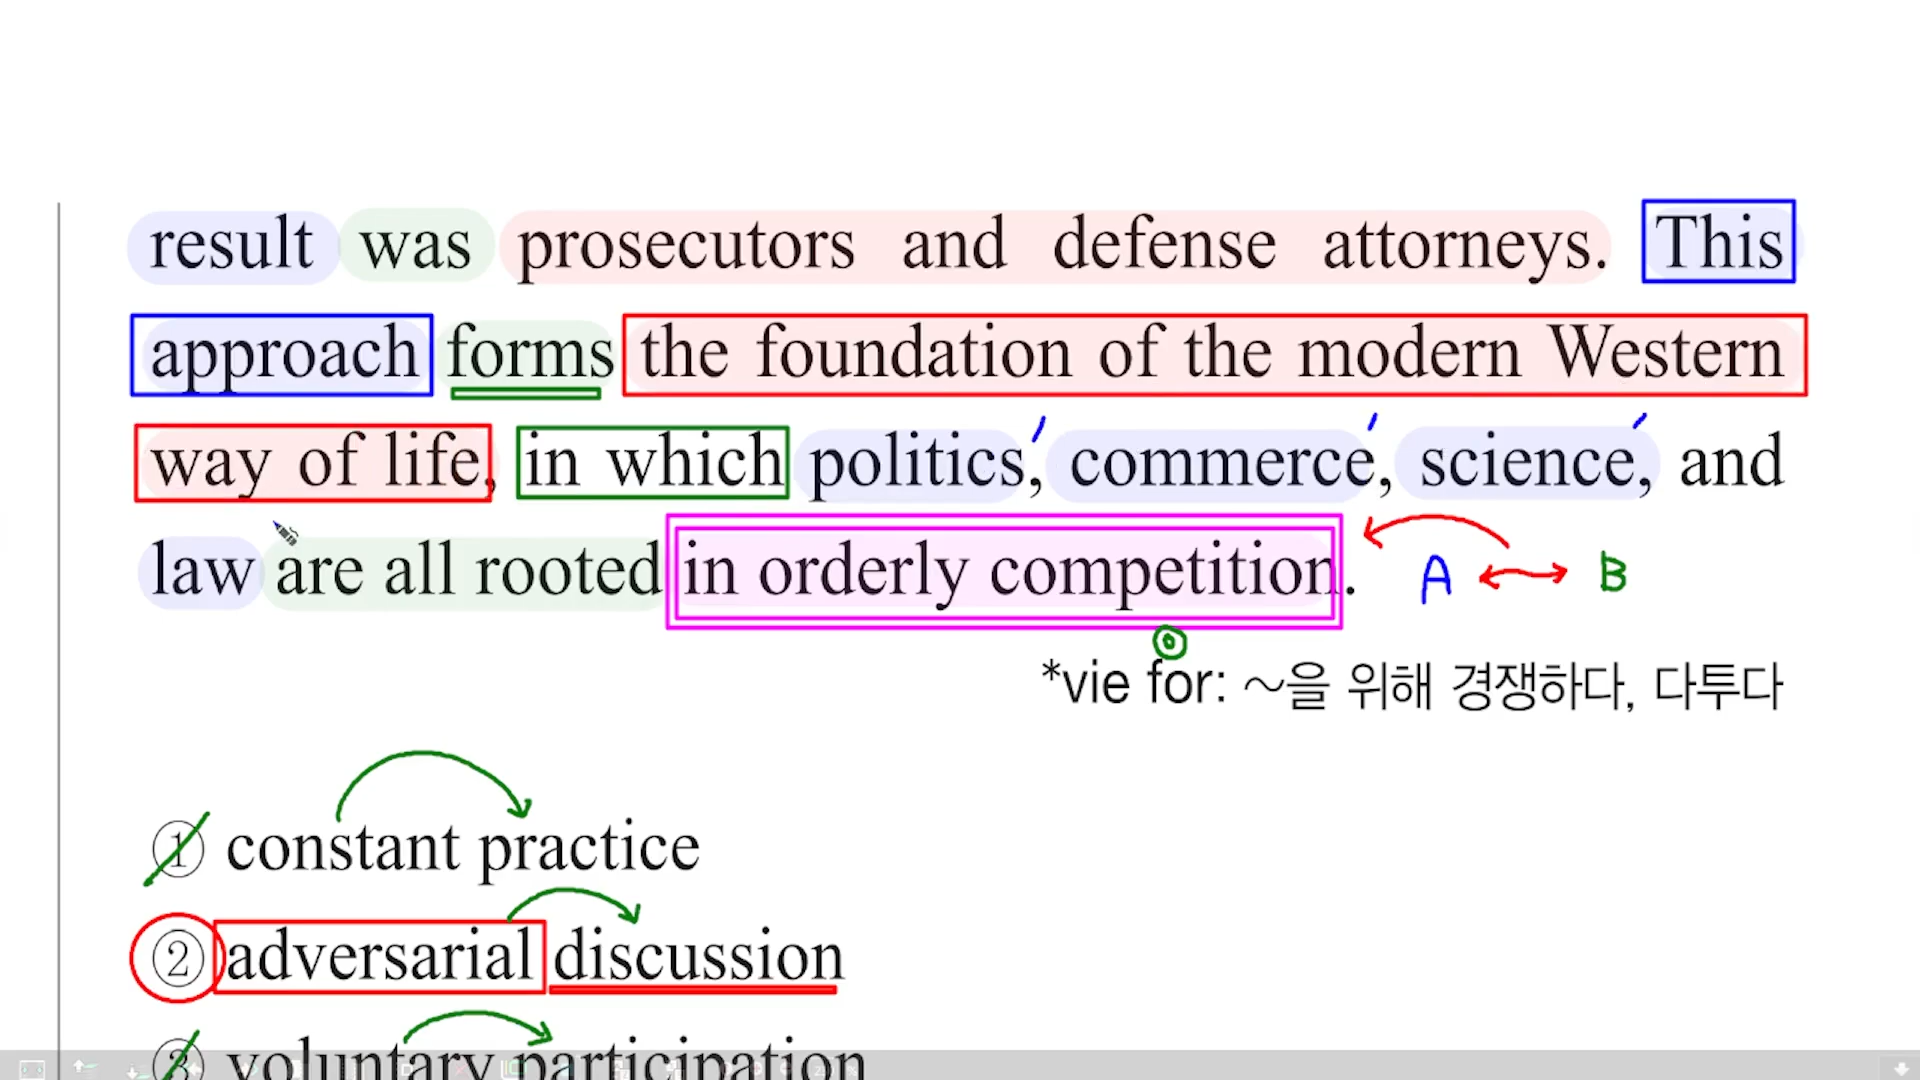 result was prosecutors and defense attorneys. This
approach forms the foundation of the modern Western
way of life, in which politics, commerce, science, and
law are all rooted in orderly competition. A ↔ B
*vie for: ～을 위해 경쟁하다, 다투다
① constant practice
② adversarial discussion
③ voluntary participation